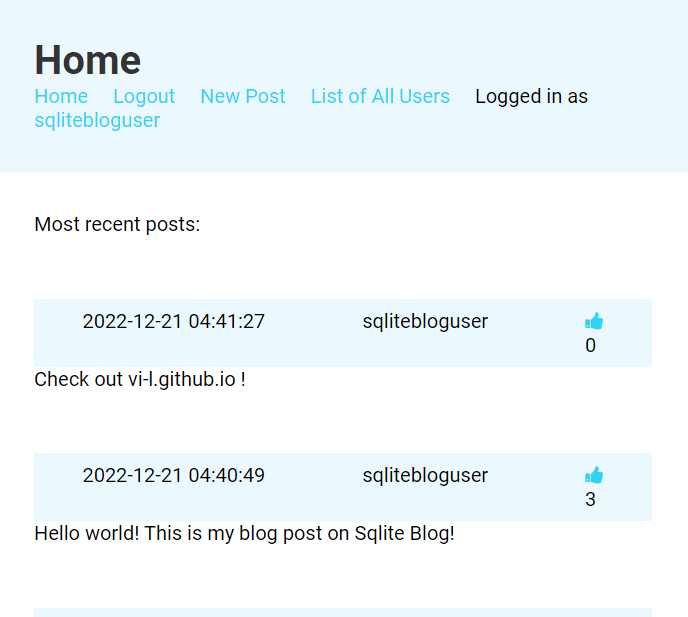 Home
Home Logout New Post List of All Users Logged in as
sqlitebloguser
Most recent posts:
2022-12-21 04:41:27 sqlitebloguser
0
Check out vi-l.github.io !
2022-12-21 04:40:49 sqlitebloguser
3
Hello world! This is my blog post on Sqlite Blog!